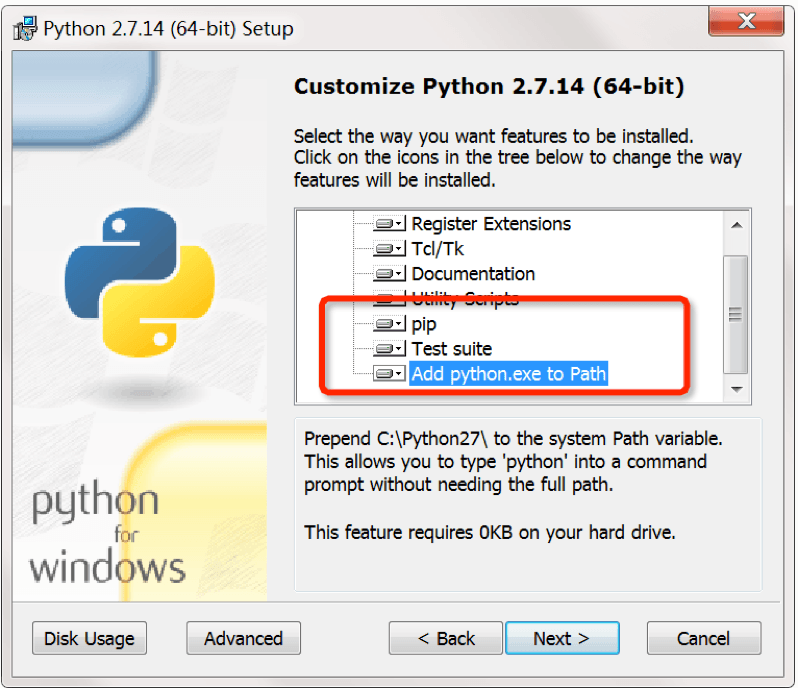 Python 2.7.14 (64-bit) Setup
Customize Python 2.7.14 (64-bit)
Select the way you want features to be installed.
Click on the icons in the tree below to change the way
features will be installed.
Register Extensions
Tcl/Tk
Documentation
Utility Scripts
pip
Test suite
Add python.exe to Path
Prepend C:\Python27\ to the system Path variable.
This allows you to type 'python' into a command
prompt without needing the full path.
This feature requires 0KB on your hard drive.
python
for
windows
Disk Usage
Advanced
< Back
Next >
Cancel